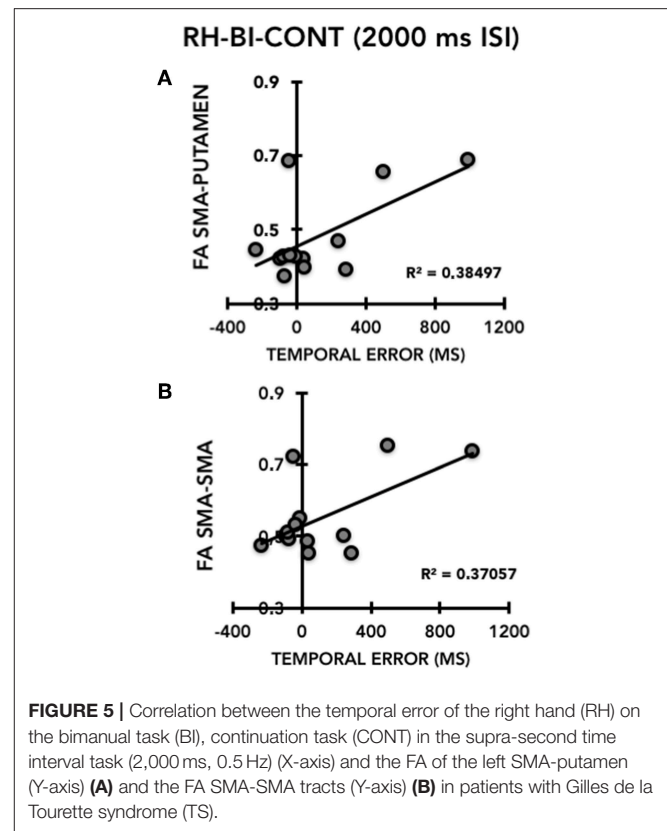 RH-BI-CONT (2000 ms ISI)
A
FA SMA-PUTAMEN
0.9
0.7
0.5
0.3
R² = 0.38497
-400 0 400 800 1200
TEMPORAL ERROR (MS)
B
FA SMA-SMA
0.9
0.7
0.5
0.3
R² = 0.37057
-400 0 400 800 1200
TEMPORAL ERROR (MS)
FIGURE 5 | Correlation between the temporal error of the right hand (RH) on
the bimanual task (BI), continuation task (CONT) in the supra-second time
interval task (2,000 ms, 0.5 Hz) (X-axis) and the FA of the left SMA-putamen
(Y-axis) (A) and the FA SMA-SMA tracts (Y-axis) (B) in patients with Gilles de la
Tourette syndrome (TS).